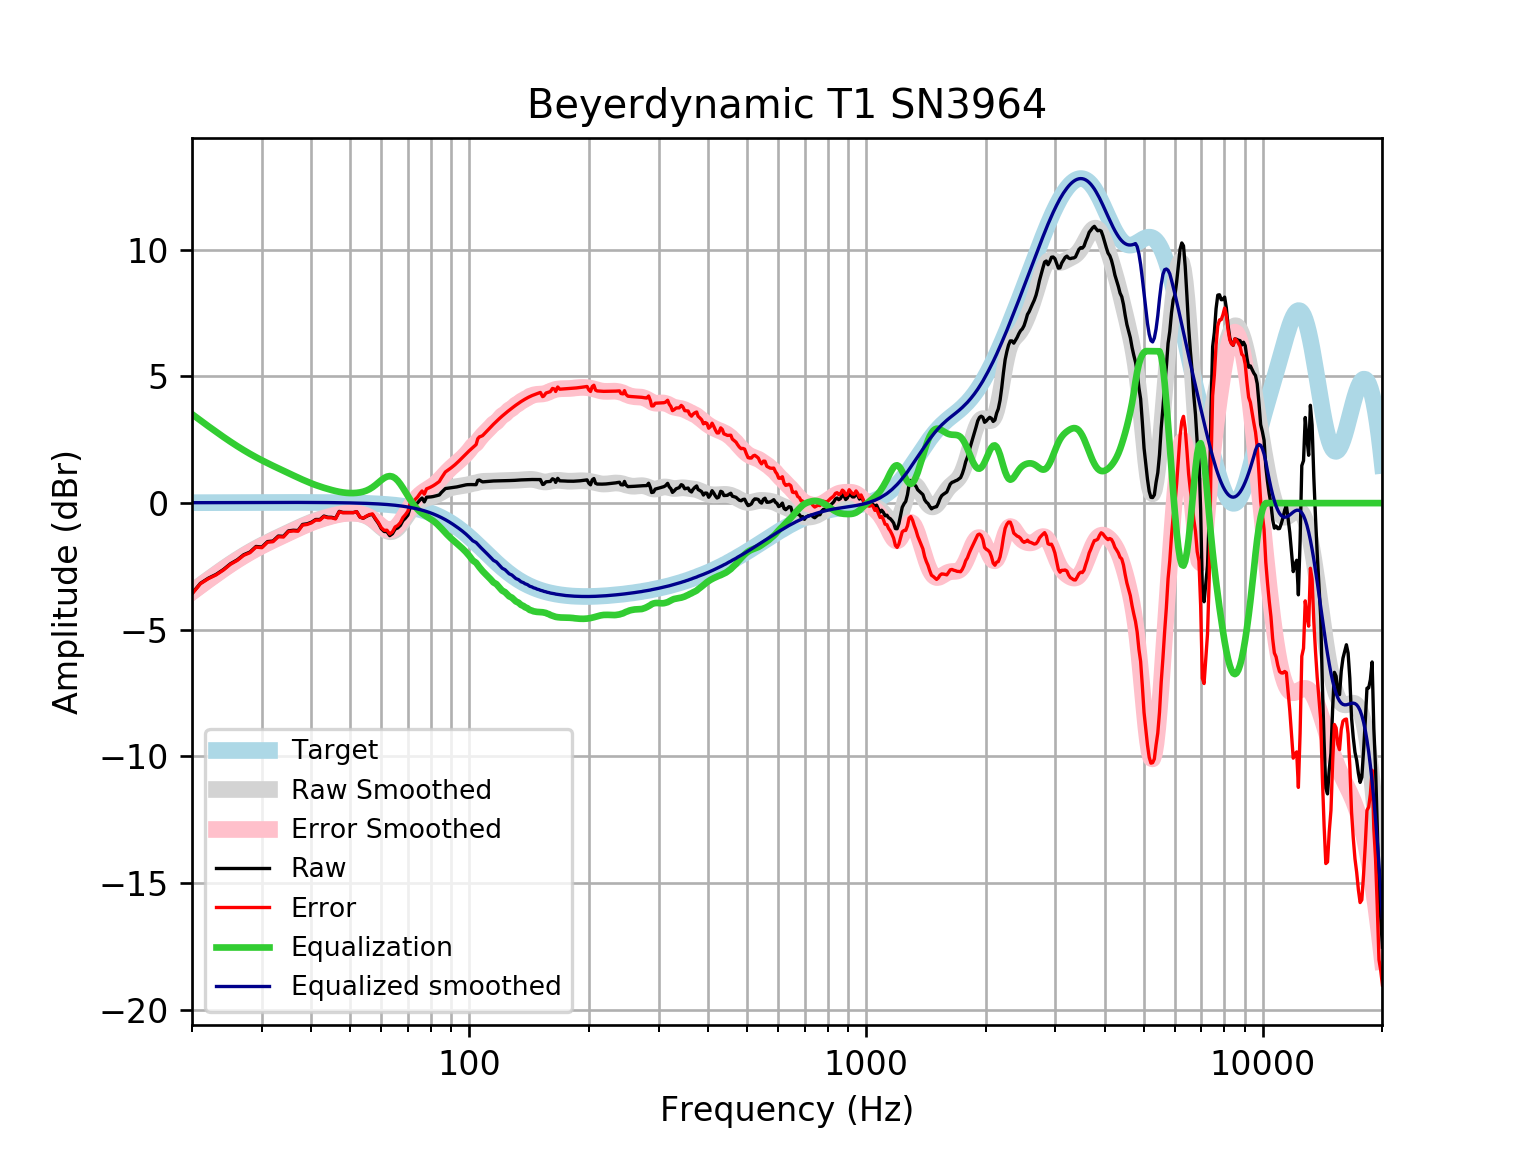 Beyerdynamic T1 SN3964
Amplitude (dBr)
10
5
0
−5
−10
−15
−20
Target
Raw Smoothed
Error Smoothed
Raw
Error
Equalization
Equalized smoothed
100
1000
10000
Frequency (Hz)